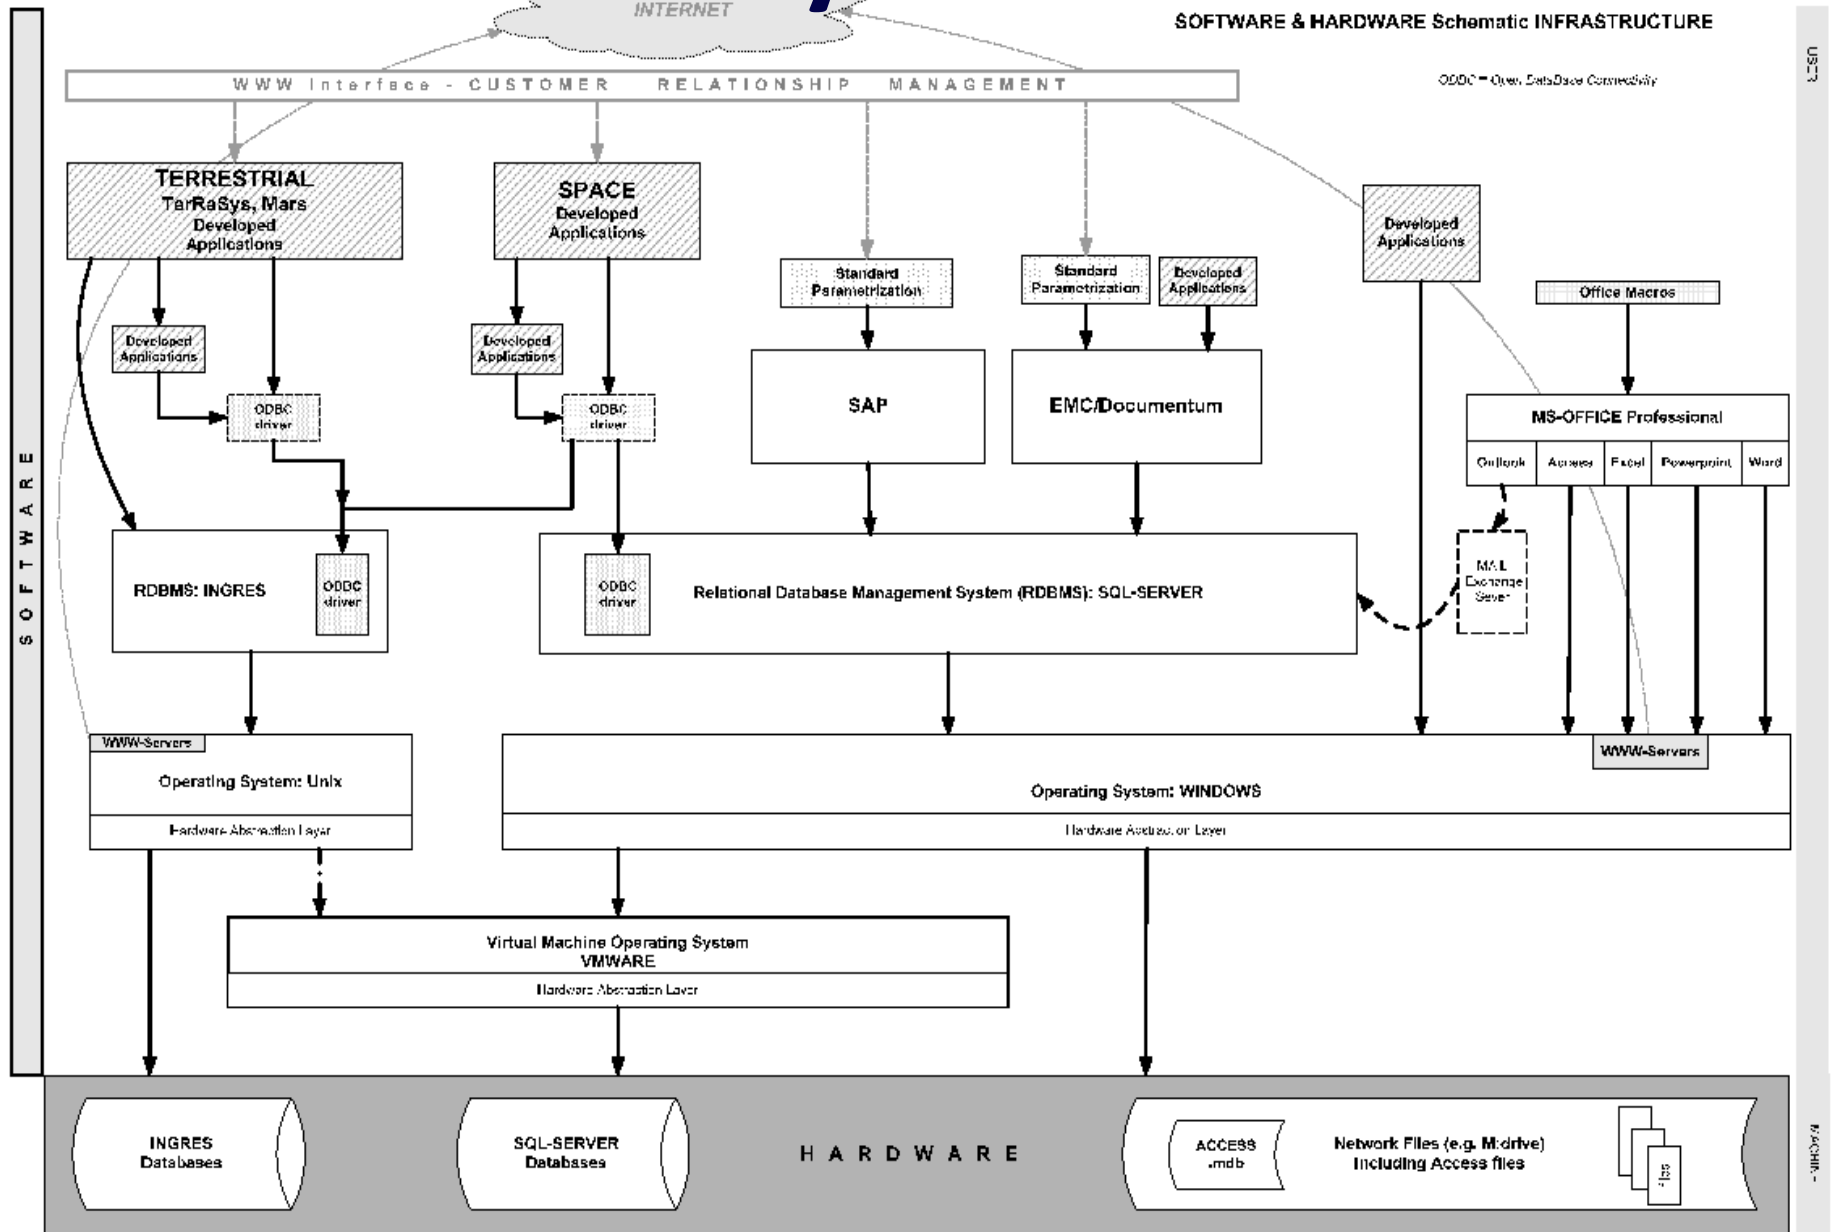 INTERNET
SOFTWARE & HARDWARE Schematic INFRASTRUCTURE
USER
ODBC = Open DataBase Connectivity
WWW Interface - CUSTOMER RELATIONSHIP MANAGEMENT
TERRESTRIAL
TerRaSys, Mars
Developed
Applications
SPACE
Developed
Applications
Developed
Applications
Standard
Parametrization
Standard
Parametrization
Developed
Applications
Office Macros
Developed
Applications
Developed
Applications
ODBC
driver
ODBC
driver
SAP
EMC/Documentum
MS-OFFICE Professional
Outlook Access Excel Powerpoint Word
SOFTWARE
RDBMS: INGRES
ODBC
driver
ODBC
driver
Relational Database Management System (RDBMS): SQL-SERVER
MAIL
Exchange
Sever
WWW-Servers
Operating System: Unix
Hardware Abstraction Layer
WWW-Servers
Operating System: WINDOWS
Hardware Abstraction Layer
Virtual Machine Operating System
VMWARE
Hardware Abstraction Layer
INGRES
Databases
SQL-SERVER
Databases
HARDWARE
ACCESS
.mdb
Network Files (e.g. M:drive)
Including Access files
files